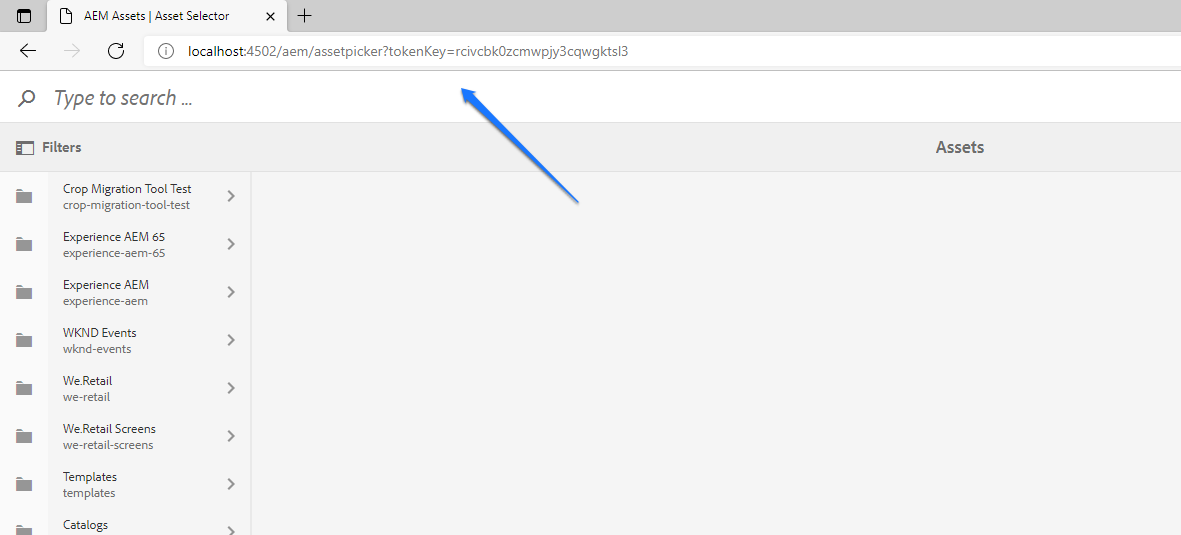 AEM Assets | Asset Selector
localhost:4502/aem/assetpicker?tokenKey=rcivcbk0zcmwpjy3cqwgktsl3
Type to search ...
Filters
Assets
Crop Migration Tool Test
crop-migration-tool-test
Experience AEM 65
experience-aem-65
Experience AEM
experience-aem
WKND Events
wknd-events
We.Retail
we-retail
We.Retail Screens
we-retail-screens
Templates
templates
Catalogs